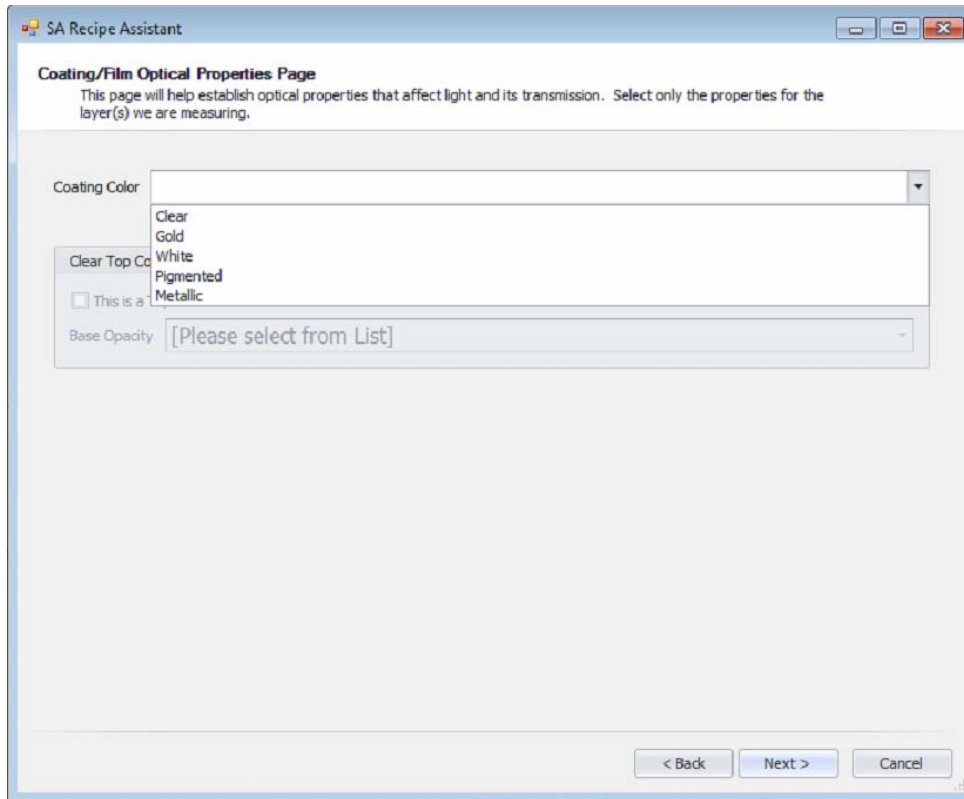 SA Recipe Assistant
Coating/Film Optical Properties Page
This page will help establish optical properties that affect light and its transmission. Select only the properties for the
layer(s) we are measuring.
Coating Color
Clear
Gold
Clear Top
White
Pigmented
This is a
Metallic
Base Opacity [Please select from List]
< Back Next > Cancel